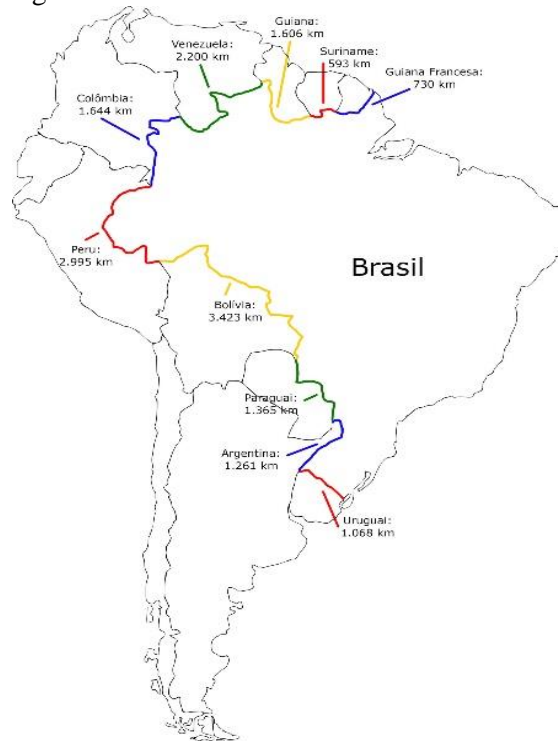 Guiana:
1.606 km
Venezuela:
2.200 km
Suriname:
593 km
Guiana Francesa:
730 km
Colômbia:
1.644 km
Peru:
2.995 km
Brasil
Bolívia:
3.423 km
Paraguai:
1.365 km
Argentina:
1.261 km
Uruguai:
1.068 km